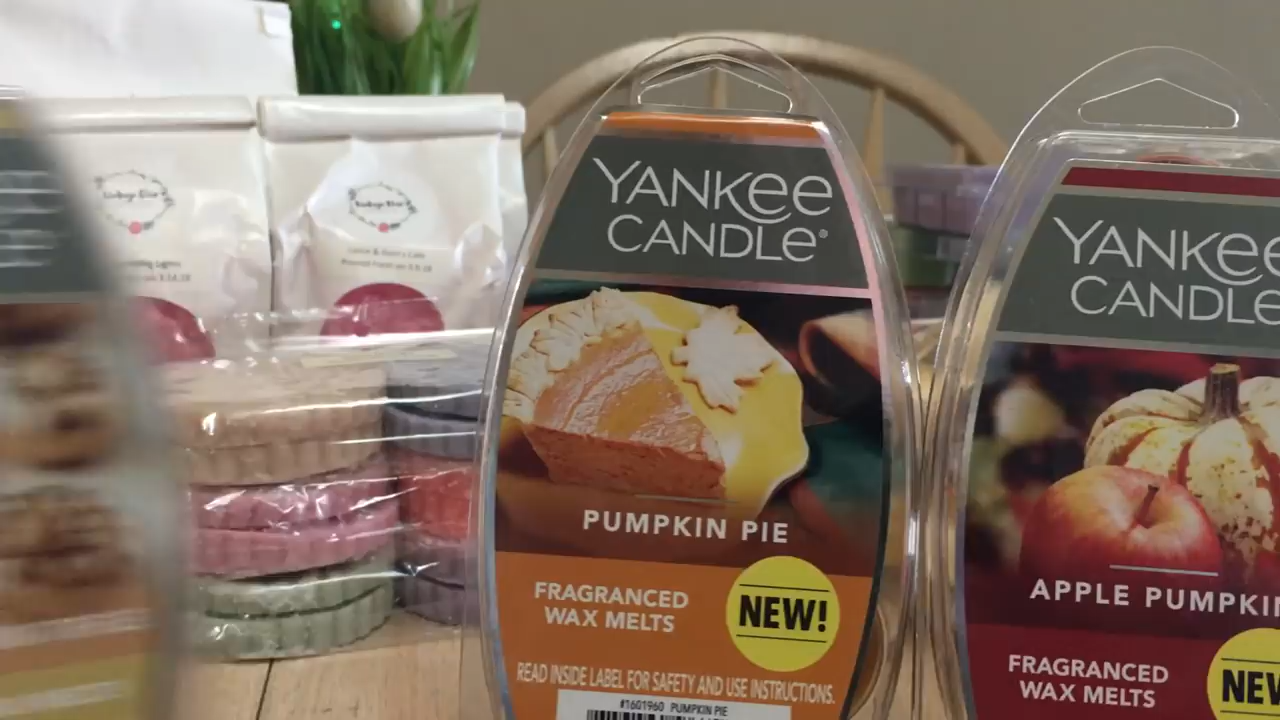 YANKEE
CANDLE®
PUMPKIN PIE
FRAGRANCED
WAX MELTS
NEW!
READ INSIDE LABEL FOR SAFETY AND USE INSTRUCTIONS.
#1601960 PUMPKIN PIE
YANKEE
CANDLE
APPLE PUMPKIN
FRAGRANCED
WAX MELTS
NEW